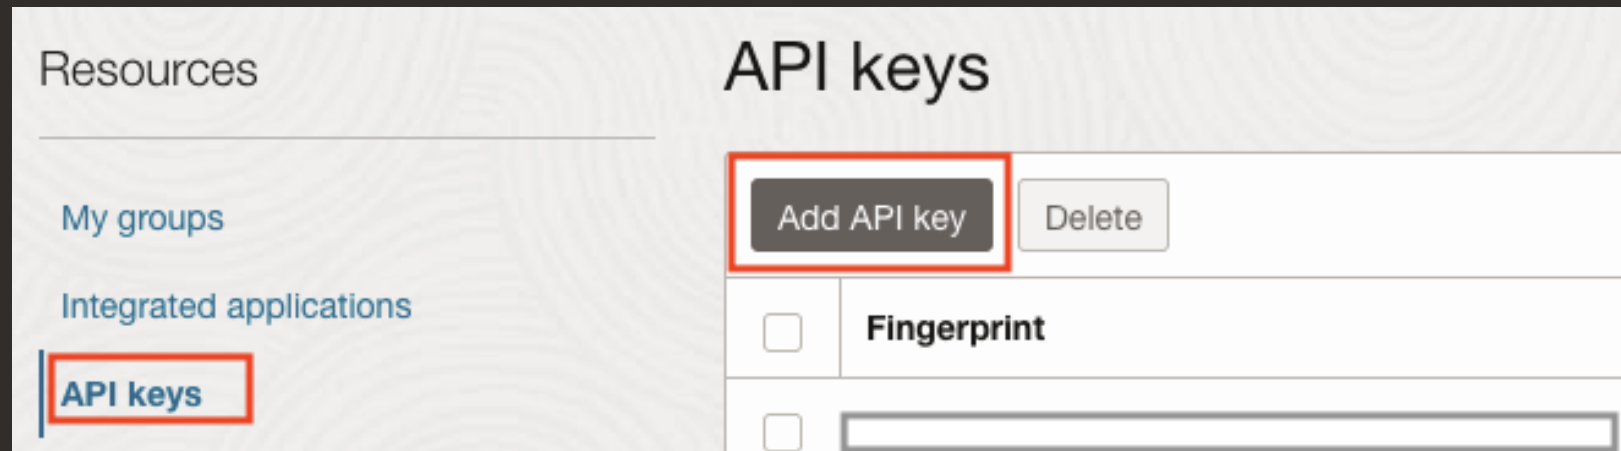 Resources
My groups
Integrated applications
API keys
API keys
Add API key
Delete
Fingerprint